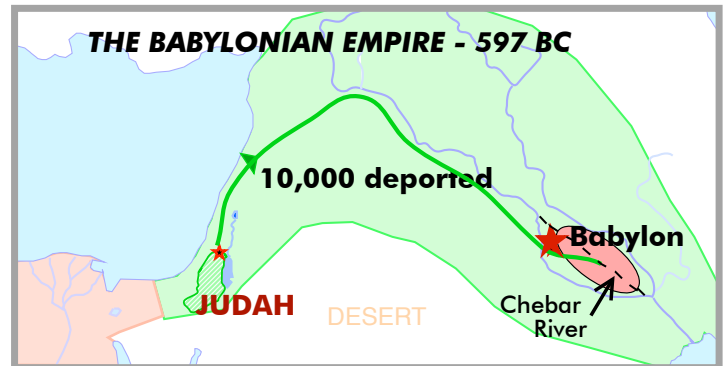 THE BABYLONIAN EMPIRE - 597 BC
10,000 deported
Babylon
JUDAH
DESERT
Chebar
River